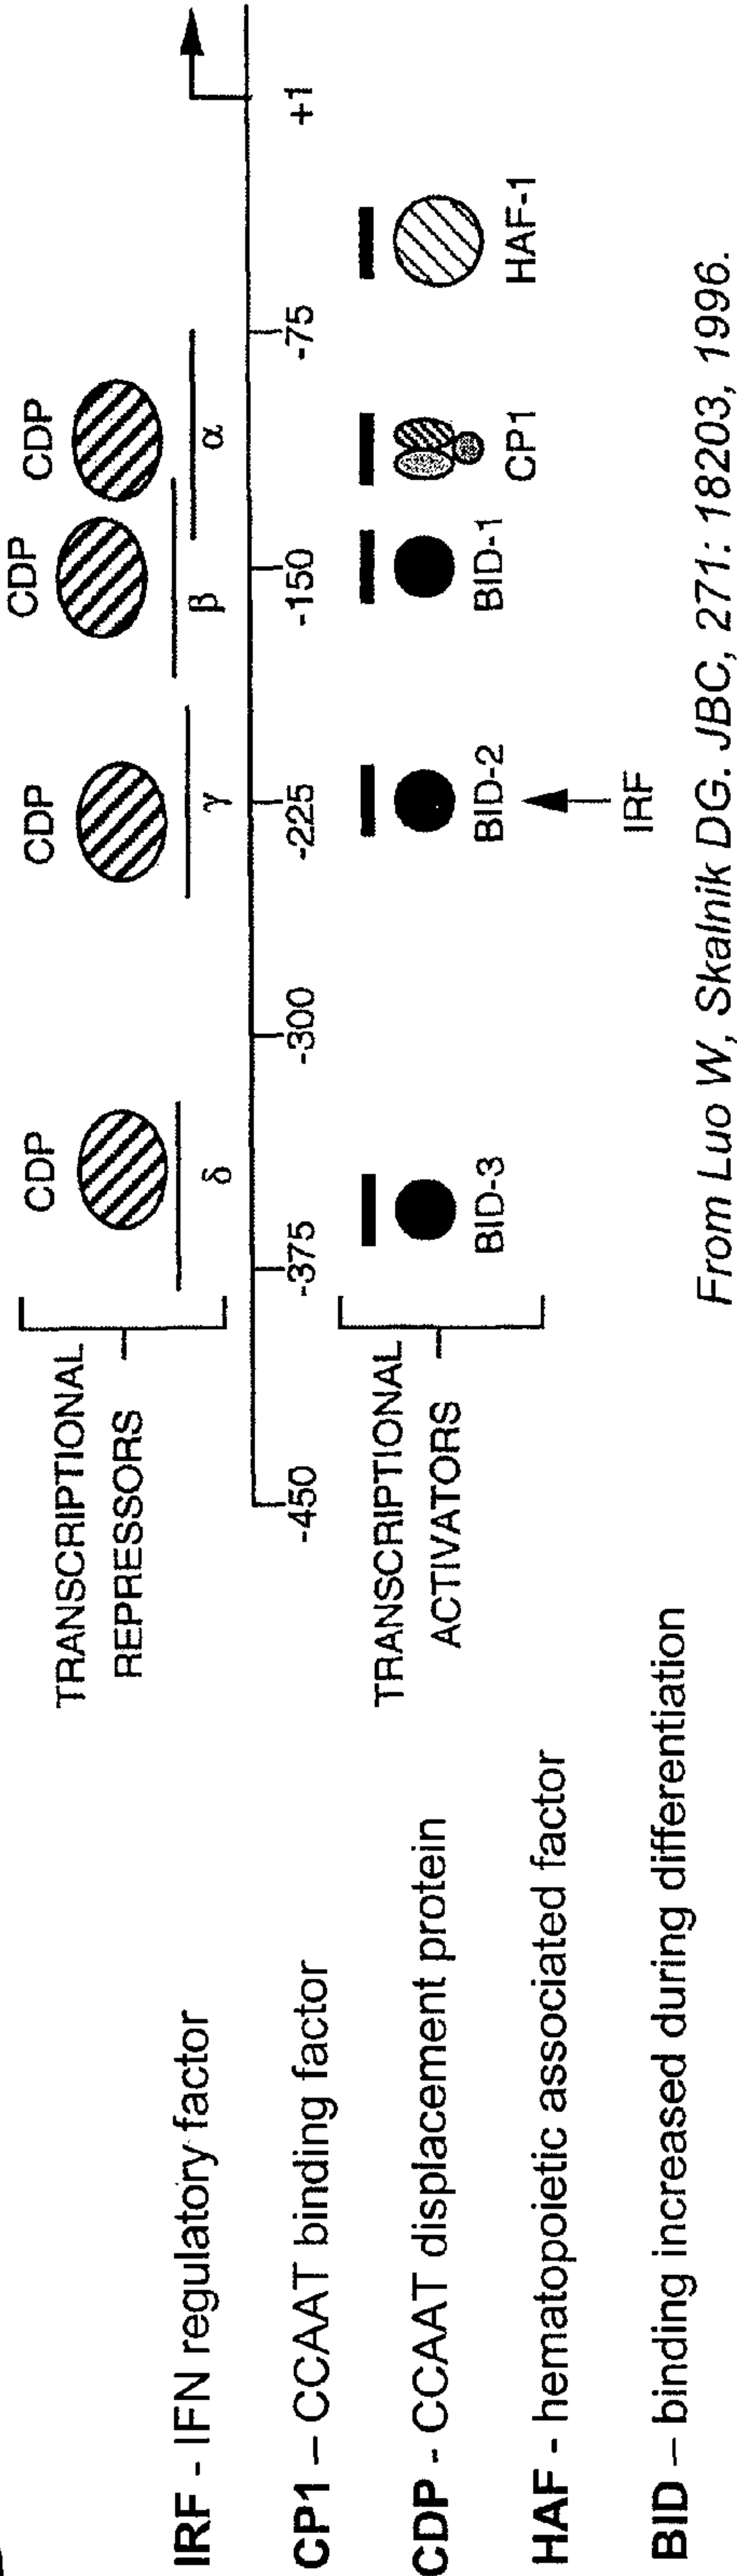 CDP
CDP
CDP
CDP
TRANSCRIPTIONAL
REPRESSORS
δ
γ
β
α
-450
-375
-300
-225
-150
-75
+1
TRANSCRIPTIONAL
ACTIVATORS
BID-3
BID-2
BID-1
CP1
HAF-1
IRF
From Luo W, Skalnik DG. JBC, 271: 18203, 1996.
IRF - IFN regulatory factor
CP1 – CCAAT binding factor
CDP - CCAAT displacement protein
HAF - hematopoietic associated factor
BID – binding increased during differentiation